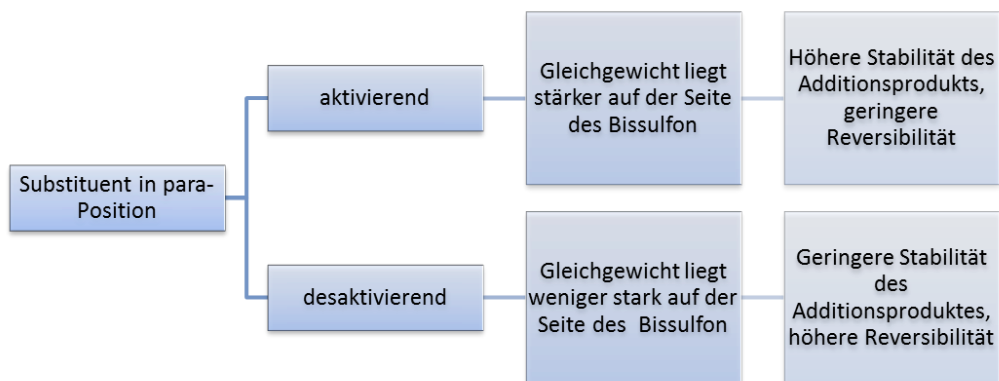 Substituent in para-
Position
aktivierend
Gleichgewicht liegt
stärker auf der Seite
des Bissulfon
Höhere Stabilität des
Additionsprodukts,
geringere
Reversibilität
desaktivierend
Gleichgewicht liegt
weniger stark auf der
Seite des Bissulfon
Geringere Stabilität
des
Additionsproduktes,
höhere Reversibilität